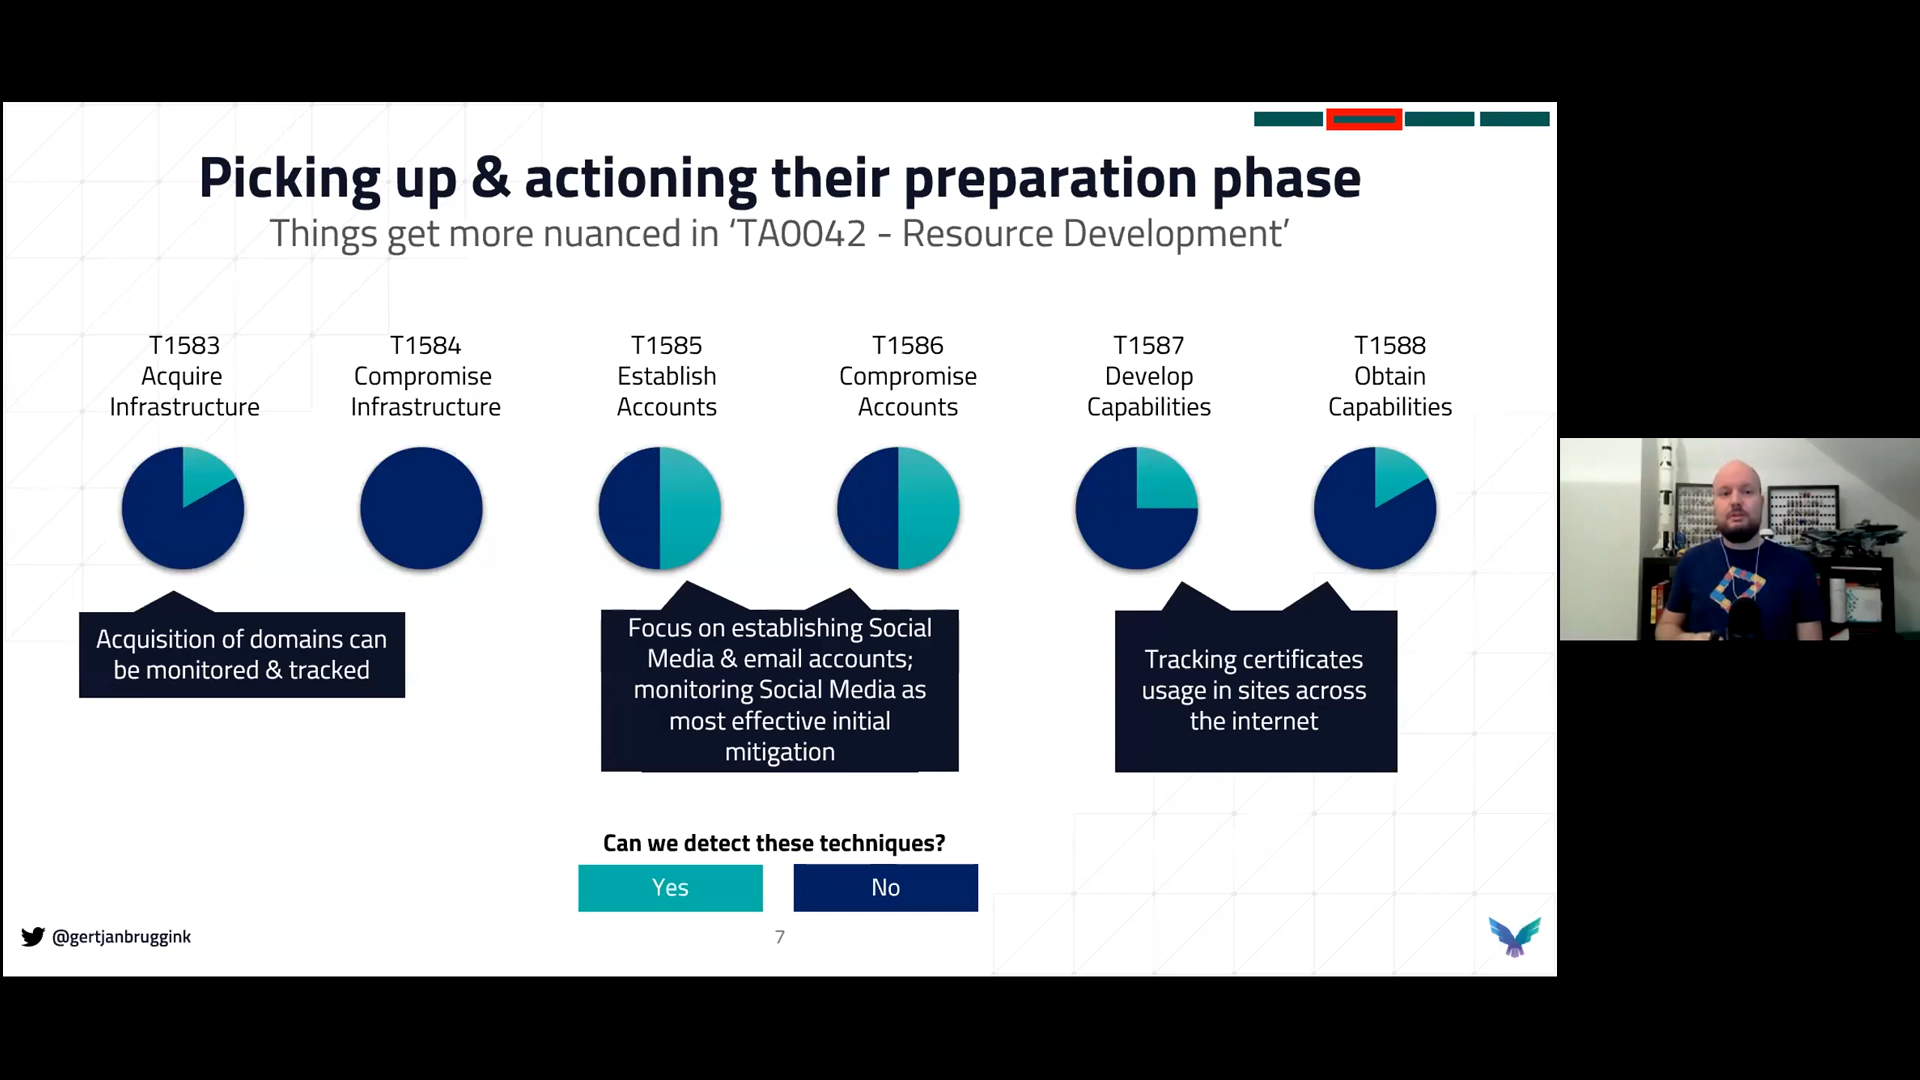 Picking up & actioning their preparation phase
Things get more nuanced in ‘TA0042 - Resource Development’
T1583
Acquire
Infrastructure
T1584
Compromise
Infrastructure
T1585
Establish
Accounts
T1586
Compromise
Accounts
T1587
Develop
Capabilities
T1588
Obtain
Capabilities
Acquisition of domains can
be monitored & tracked
Focus on establishing Social
Media & email accounts;
monitoring Social Media as
most effective initial
mitigation
Tracking certificates
usage in sites across
the internet
Can we detect these techniques?
Yes
No
@gertjanbruggink
7